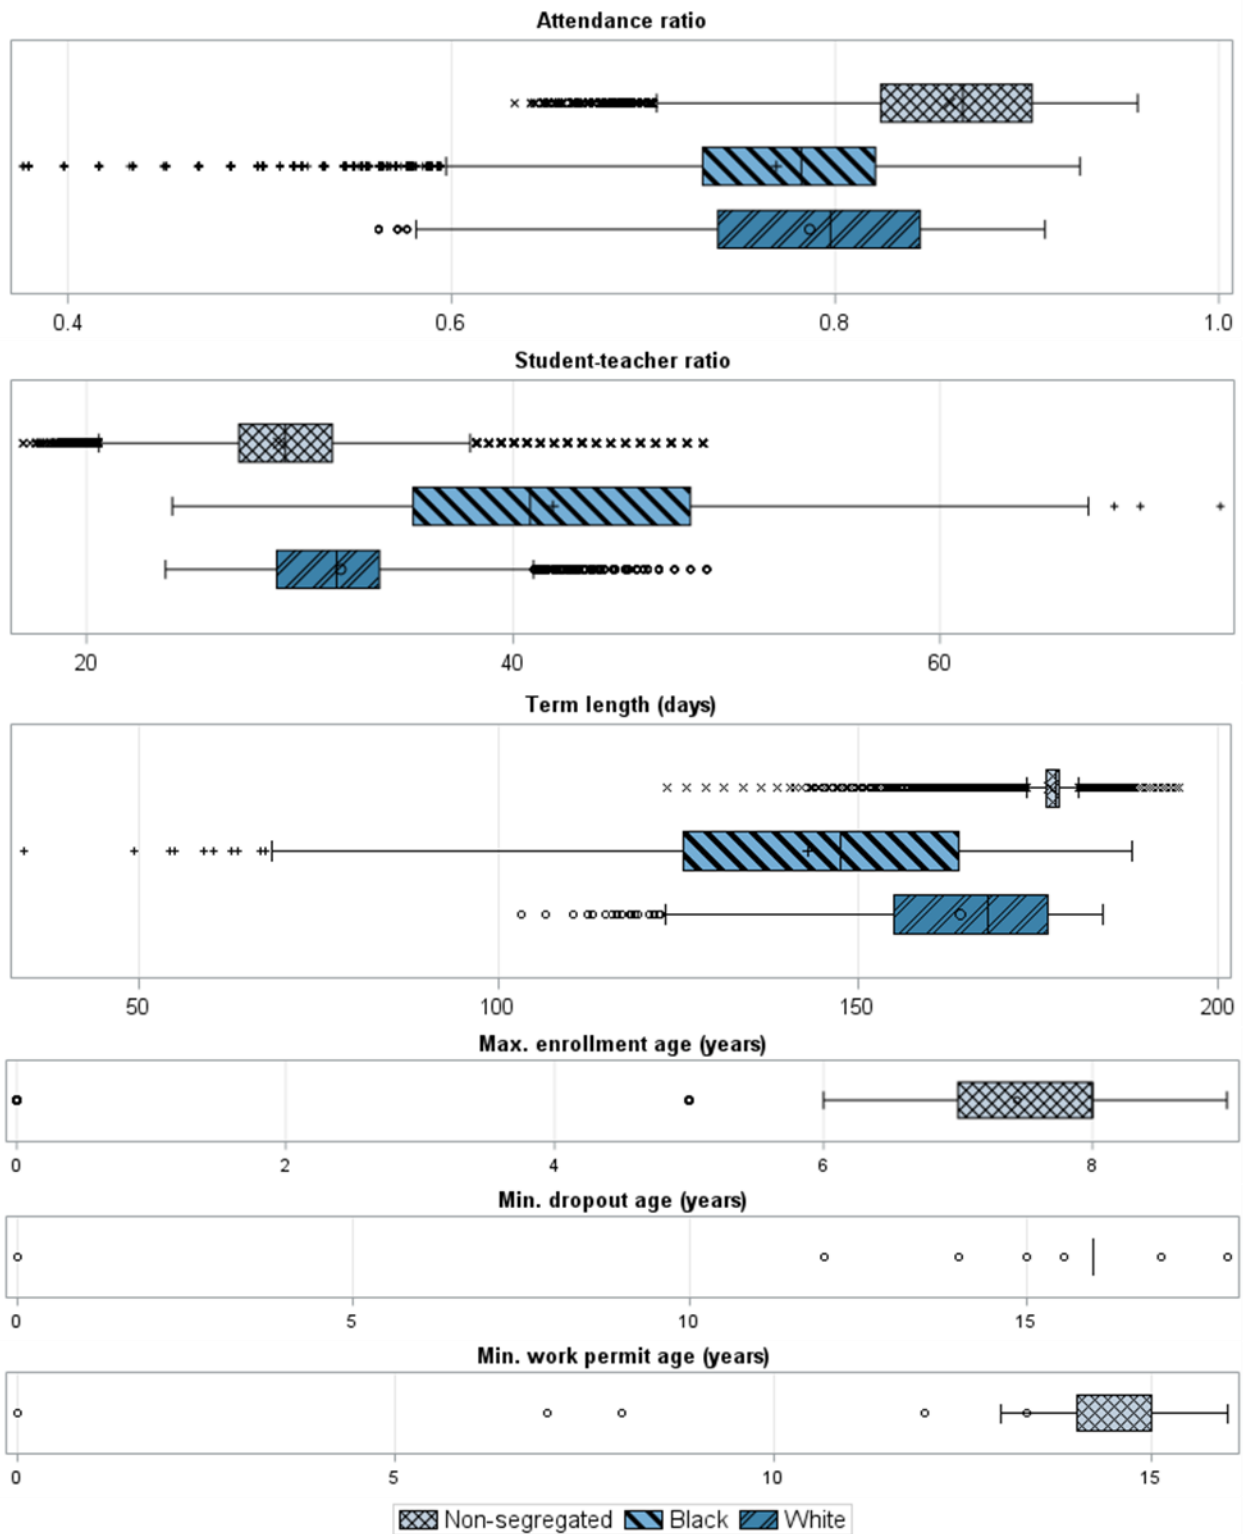 Attendance ratio
0.4 0.6 0.8 1.0
Student-teacher ratio
20 40 60
Term length (days)
50 100 150 200
Max. enrollment age (years)
0 2 4 6 8
Min. dropout age (years)
0 5 10 15
Min. work permit age (years)
0 5 10 15
Non-segregated Black White